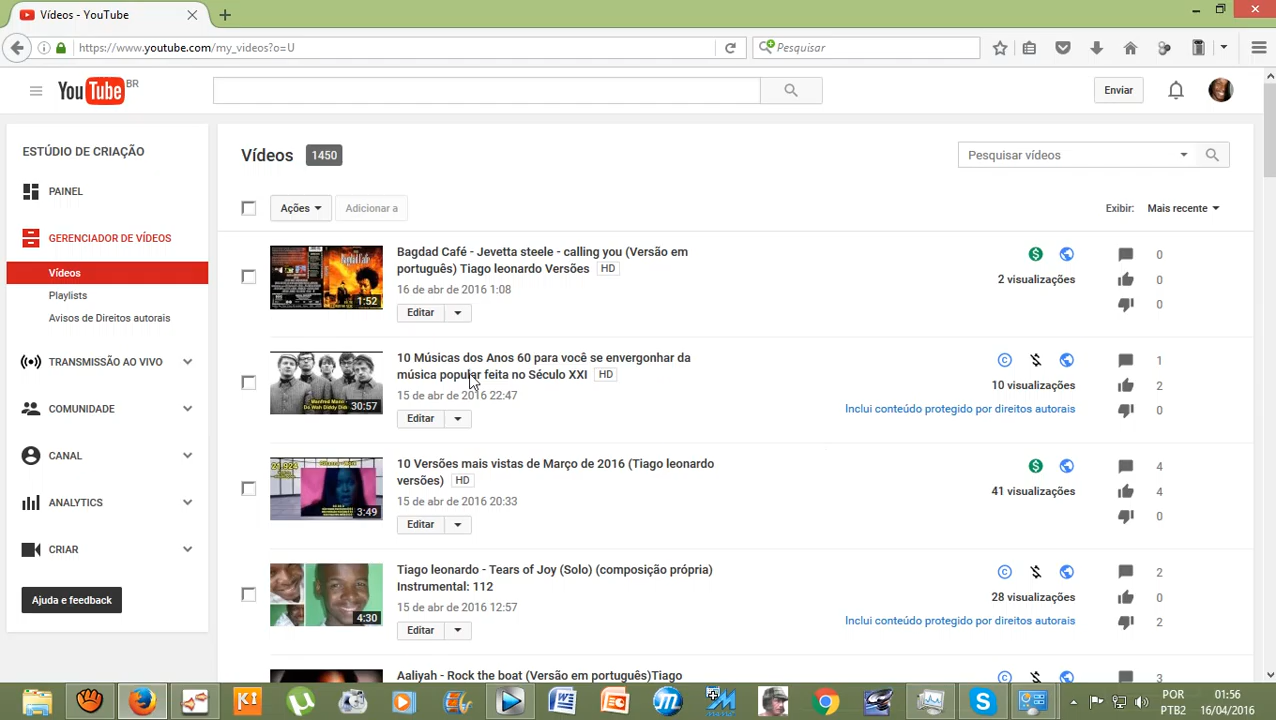 Vídeos - YouTube
https://www.youtube.com/my_videos?o=U
Pesquisar
YouTube BR
Enviar
ESTÚDIO DE CRIAÇÃO
PAINEL
GERENCIADOR DE VÍDEOS
Vídeos
Playlists
Avisos de Direitos autorais
TRANSMISSÃO AO VIVO
COMUNIDADE
CANAL
ANALYTICS
CRIAR
Ajuda e feedback
Vídeos 1450
Pesquisar vídeos
Ações
Adicionar a
Exibir: Mais recente
1:52
Bagdad Café - Jevetta steele - calling you (Versão em
português) Tiago leonardo Versões HD
16 de abr de 2016 1:08
Editar
2 visualizações
0
0
0
Manfred Mann -
Do Wah Diddy Didi
30:57
10 Músicas dos Anos 60 para você se envergonhar da
música popular feita no Século XXI HD
15 de abr de 2016 22:47
Editar
10 visualizações
Inclui conteúdo protegido por direitos autorais
1
2
0
21.924
3:49
10 Versões mais vistas de Março de 2016 (Tiago leonardo
versões) HD
15 de abr de 2016 20:33
Editar
41 visualizações
4
4
0
4:30
Tiago leonardo - Tears of Joy (Solo) (composição própria)
Instrumental: 112
15 de abr de 2016 12:57
Editar
28 visualizações
Inclui conteúdo protegido por direitos autorais
2
0
2
Aaliyah - Rock the boat (Versão em português)Tiago
3
POR
PTB2
01:56
16/04/2016